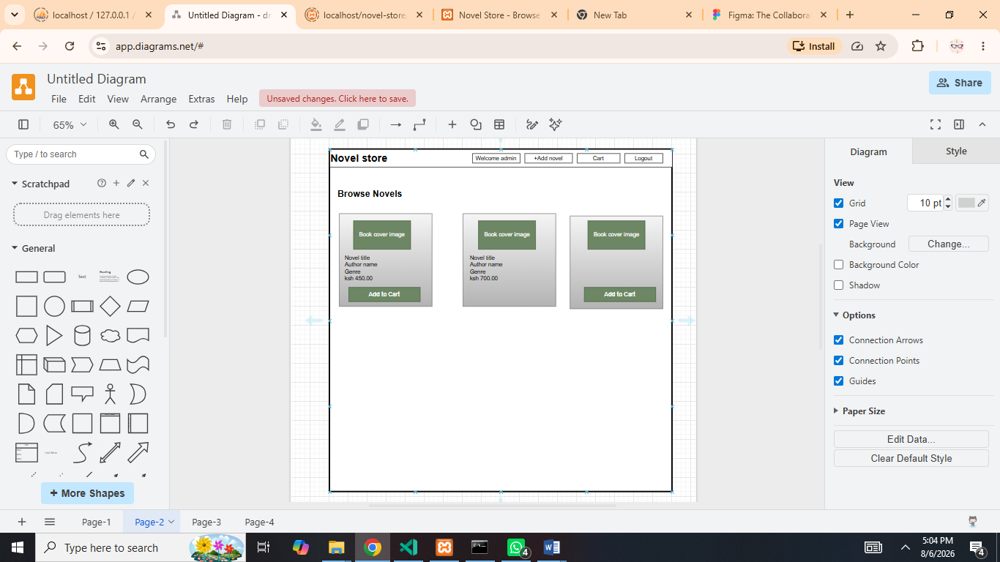 localhost / 127.0.0.1 /
Untitled Diagram - dr
localhost/novel-store
Novel Store - Browse
New Tab
Figma: The Collabora
app.diagrams.net/#
Install
Untitled Diagram
File Edit View Arrange Extras Help
Unsaved changes. Click here to save.
Share
65%
Type / to search
Scratchpad
Drag elements here
General
Text
Heading
List
List Item
+ More Shapes
Novel store
Welcome admin
+Add novel
Cart
Logout
Browse Novels
Book cover image
Novel title
Author name
Genre
ksh 450.00
Add to Cart
Book cover image
Novel title
Author name
Genre
ksh 700.00
Book cover image
Add to Cart
Diagram
Style
View
Grid
10 pt
Page View
Background
Change...
Background Color
Shadow
Options
Connection Arrows
Connection Points
Guides
Paper Size
Edit Data...
Clear Default Style
Page-1
Page-2
Page-3
Page-4
Type here to search
4
5:04 PM
8/6/2026
4